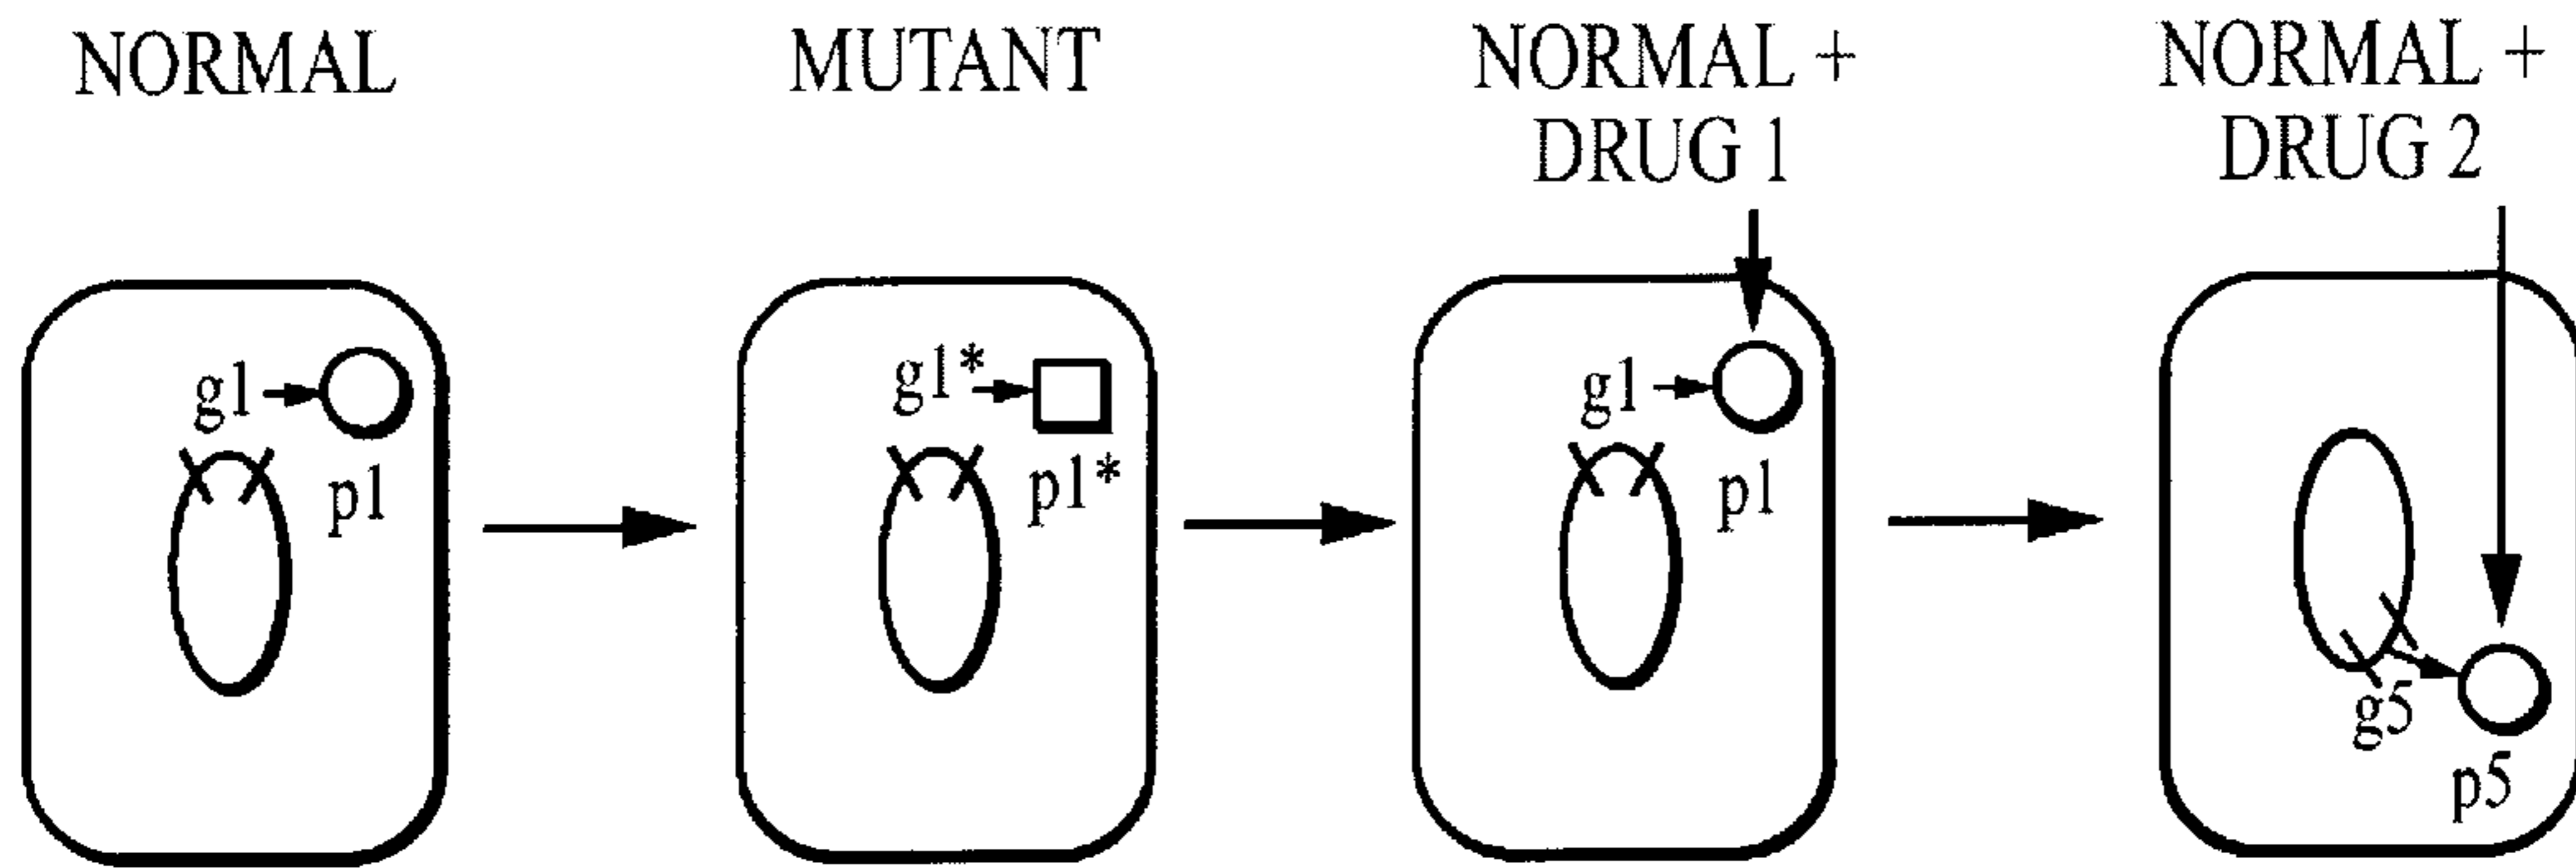 NORMAL
MUTANT
NORMAL +
DRUG 1
NORMAL +
DRUG 2
g1
p1
g1*
p1*
g1
p1
g5
p5